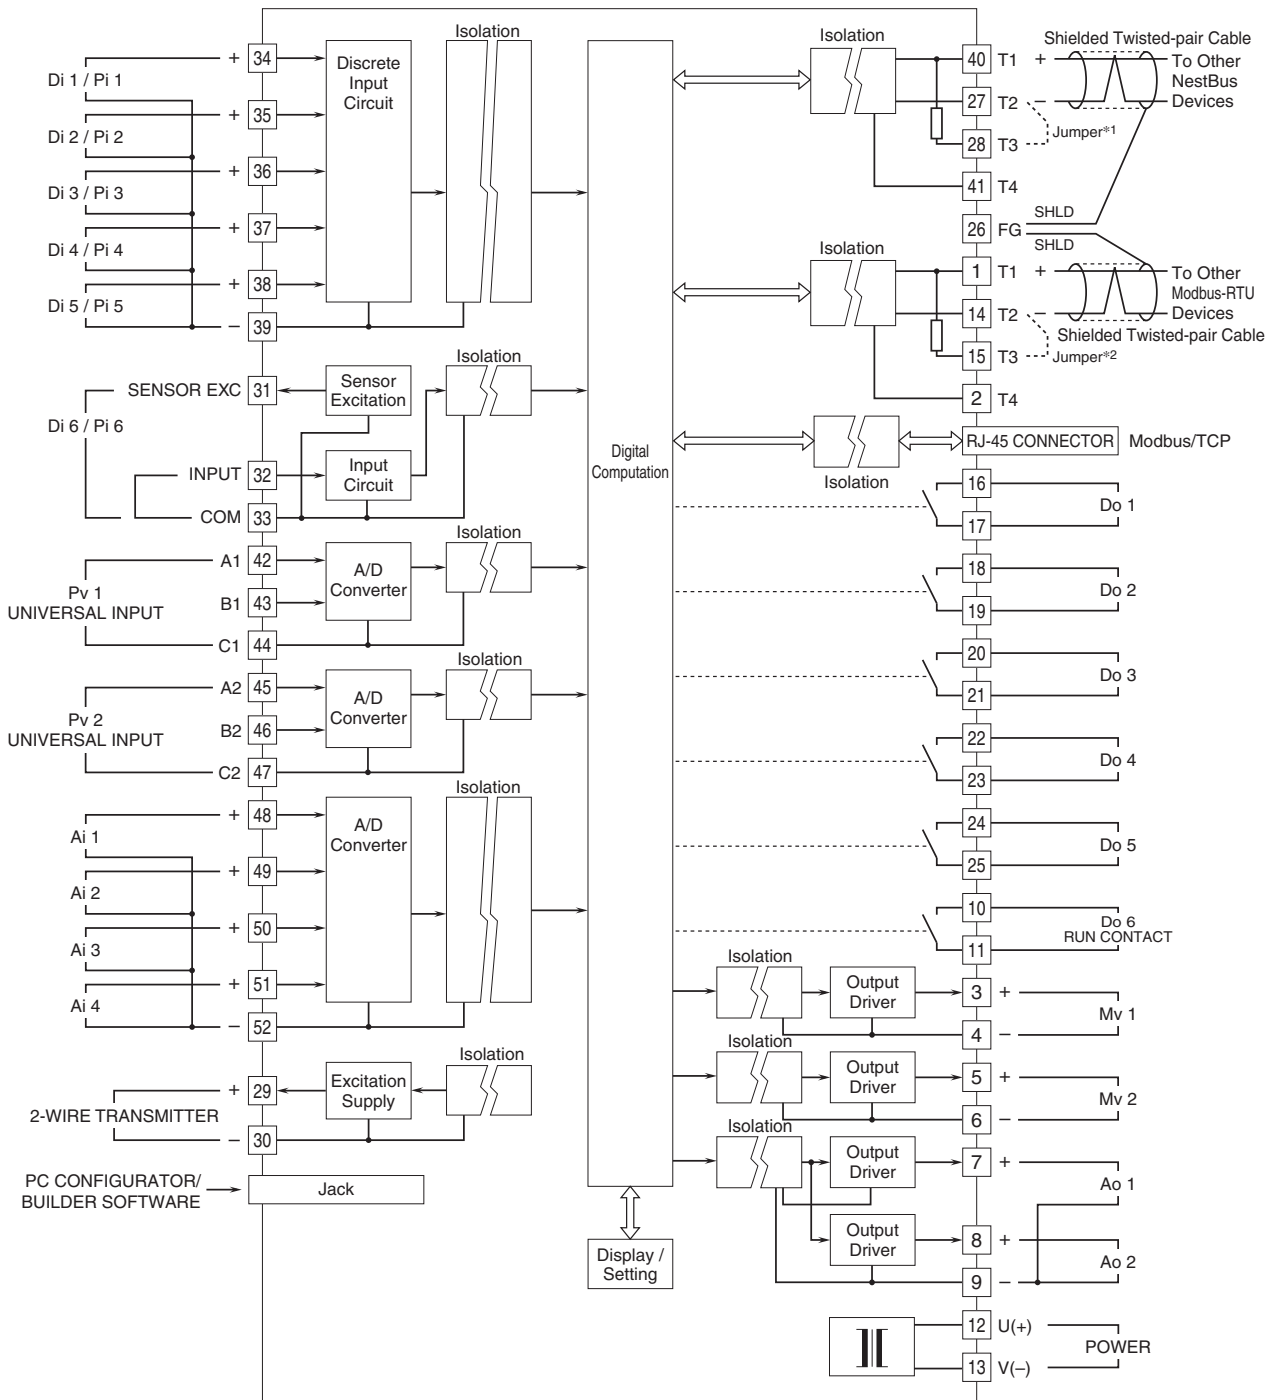 Isolation
Di 1 / Pi 1
+ 34
Discrete
Input
Circuit
Di 2 / Pi 2
+ 35
Di 3 / Pi 3
+ 36
Di 4 / Pi 4
+ 37
Di 5 / Pi 5
+ 38
− 39
SENSOR EXC 31
Sensor
Excitation
Isolation
Di 6 / Pi 6
INPUT 32
Input
Circuit
COM 33
Isolation
A1 42
A/D
Converter
Pv 1
UNIVERSAL INPUT
B1 43
C1 44
Isolation
A2 45
A/D
Converter
Pv 2
UNIVERSAL INPUT
B2 46
C2 47
Isolation
+ 48
A/D
Converter
Ai 1
+ 49
Ai 2
+ 50
Ai 3
+ 51
Ai 4
− 52
Isolation
+ 29
Excitation
Supply
2-WIRE TRANSMITTER
− 30
PC CONFIGURATOR/
BUILDER SOFTWARE
Jack
Digital
Computation
Display /
Setting
Isolation
Shielded Twisted-pair Cable
40 T1 +
To Other
NestBus
Devices
27 T2 −
Jumper*1
28 T3
41 T4
SHLD
26 FG
SHLD
Isolation
1 T1 +
To Other
Modbus-RTU
Devices
14 T2 −
Shielded Twisted-pair Cable
15 T3
Jumper*2
2 T4
RJ-45 CONNECTOR Modbus/TCP
Isolation
16
Do 1
17
18
Do 2
19
20
Do 3
21
22
Do 4
23
24
Do 5
25
10
Do 6
RUN CONTACT
11
Isolation
Output
Driver
3 +
Mv 1
4 −
Isolation
Output
Driver
5 +
Mv 2
6 −
Isolation
Output
Driver
7 +
Ao 1
Output
Driver
8 +
Ao 2
9 −
12 U(+)
POWER
13 V(−)